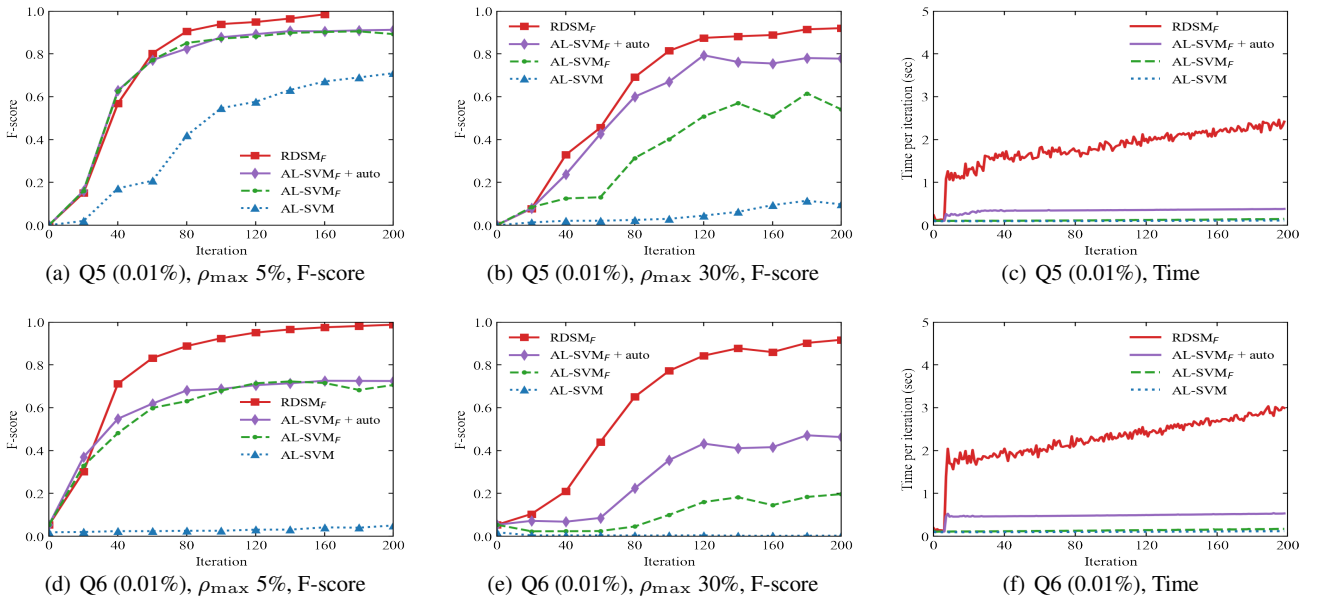 1.0
0.8
0.6
0.4
0.2
0.0
F-score
0 40 80 120 160 200
Iteration
RDSM_F
AL-SVM_F + auto
AL-SVM_F
AL-SVM
(a) Q5 (0.01%), ρmax 5%, F-score
1.0
0.8
0.6
0.4
0.2
0.0
F-score
0 40 80 120 160 200
Iteration
RDSM_F
AL-SVM_F + auto
AL-SVM_F
AL-SVM
(b) Q5 (0.01%), ρmax 30%, F-score
5
4
3
2
1
0
Time per iteration (sec)
0 40 80 120 160 200
Iteration
RDSM_F
AL-SVM_F + auto
AL-SVM_F
AL-SVM
(c) Q5 (0.01%), Time
1.0
0.8
0.6
0.4
0.2
0.0
F-score
0 40 80 120 160 200
Iteration
RDSM_F
AL-SVM_F + auto
AL-SVM_F
AL-SVM
(d) Q6 (0.01%), ρmax 5%, F-score
1.0
0.8
0.6
0.4
0.2
0.0
F-score
0 40 80 120 160 200
Iteration
RDSM_F
AL-SVM_F + auto
AL-SVM_F
AL-SVM
(e) Q6 (0.01%), ρmax 30%, F-score
4
3
2
1
0
Time per iteration (sec)
0 40 80 120 160 200
Iteration
RDSM_F
AL-SVM_F + auto
AL-SVM_F
AL-SVM
(f) Q6 (0.01%), Time